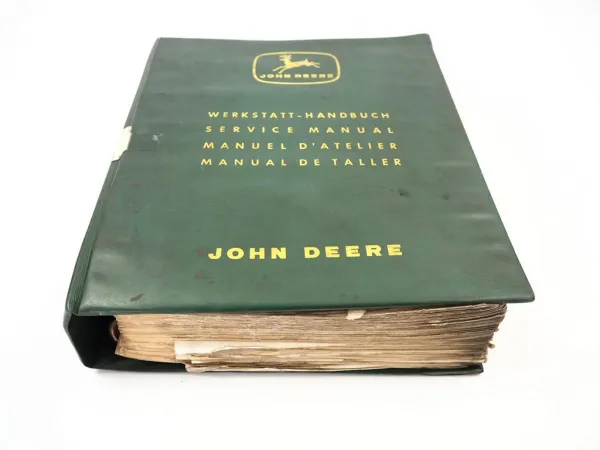 JOHN DEERE
WERKSTATT-HANDBUCH
SERVICE MANUAL
MANUEL D'ATELIER
MANUAL DE TALLER
JOHN DEERE